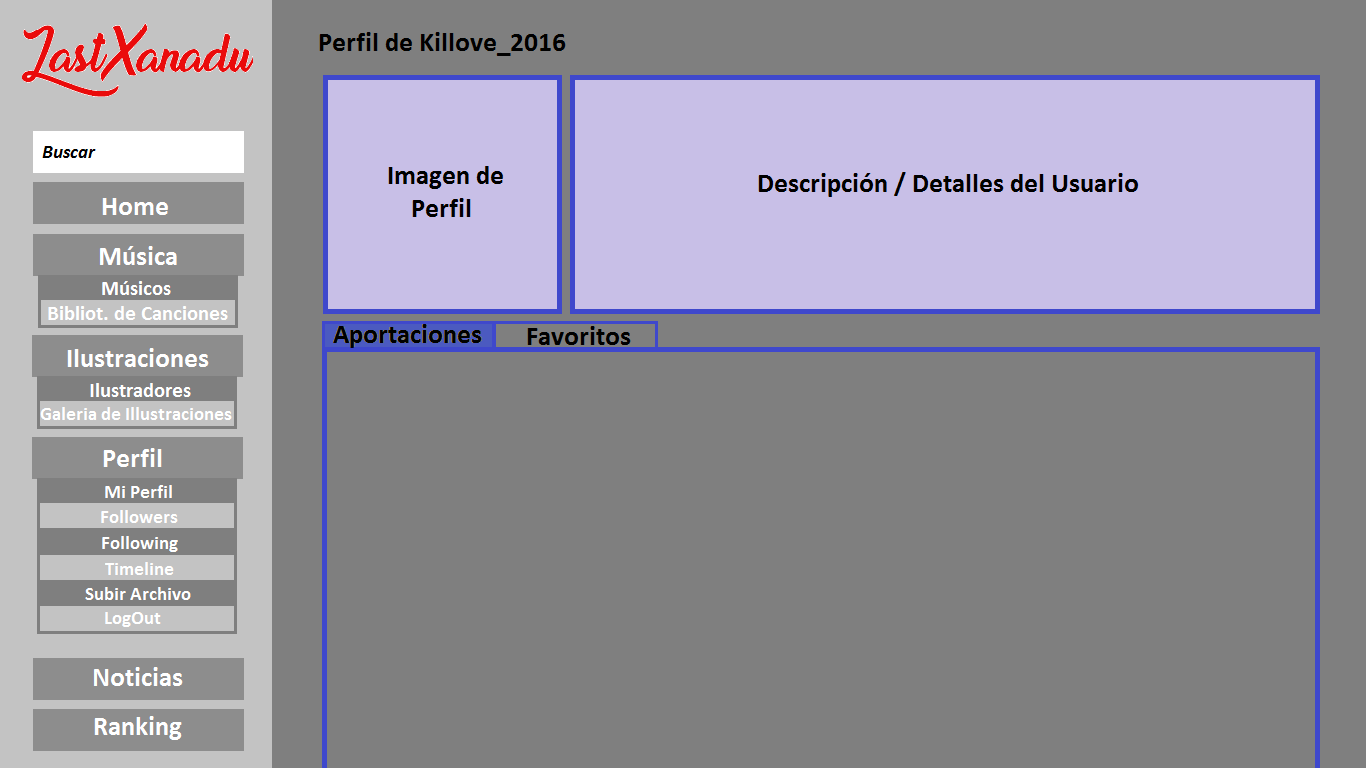 LastXanadu
Buscar
Home
Música
Músicos
Bibliot. de Canciones
Ilustraciones
Ilustradores
Galeria de Illustraciones
Perfil
Mi Perfil
Followers
Following
Timeline
Subir Archivo
LogOut
Noticias
Ranking
Perfil de Killove_2016
Imagen de
Perfil
Descripción / Detalles del Usuario
Aportaciones
Favoritos